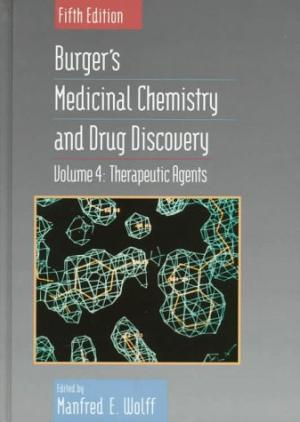 Fifth Edition
Burger's
Medicinal Chemistry
and Drug Discovery
Volume 4: Therapeutic Agents
Edited by
Manfred E. Wolff